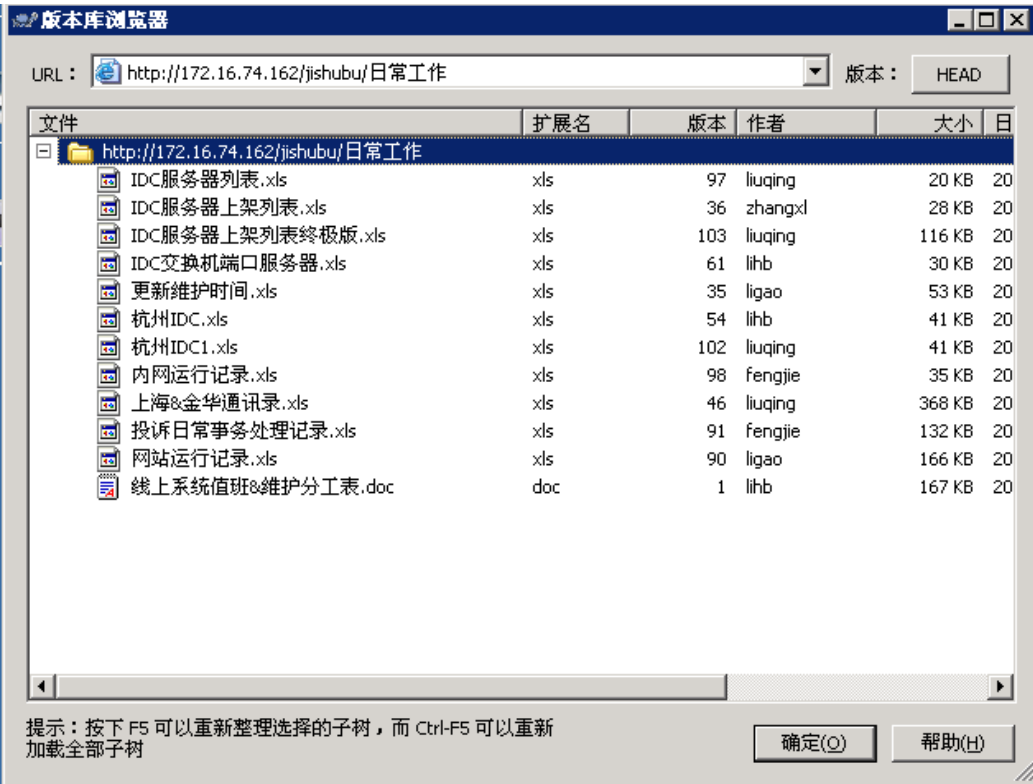 版本库浏览器
URL： http://172.16.74.162/jishubu/日常工作 版本： HEAD
文件 扩展名 版本 作者 大小 日
http://172.16.74.162/jishubu/日常工作
IDC服务器列表.xls xls 97 liuqing 20 KB 20
IDC服务器上架列表.xls xls 36 zhangxl 28 KB 20
IDC服务器上架列表终极版.xls xls 103 liuqing 116 KB 20
IDC交换机端口服务器.xls xls 61 lihb 30 KB 20
更新维护时间.xls xls 35 ligao 53 KB 20
杭州IDC.xls xls 54 lihb 41 KB 20
杭州IDC1.xls xls 102 liuqing 41 KB 20
内网运行记录.xls xls 98 fengjie 35 KB 20
上海&金华通讯录.xls xls 46 liuqing 368 KB 20
投诉日常事务处理记录.xls xls 91 fengjie 132 KB 20
网站运行记录.xls xls 90 ligao 166 KB 20
线上系统值班&维护分工表.doc doc 1 lihb 167 KB 20
提示：按下 F5 可以重新整理选择的子树，而 Ctrl-F5 可以重新
加载全部子树
确定(O) 帮助(H)